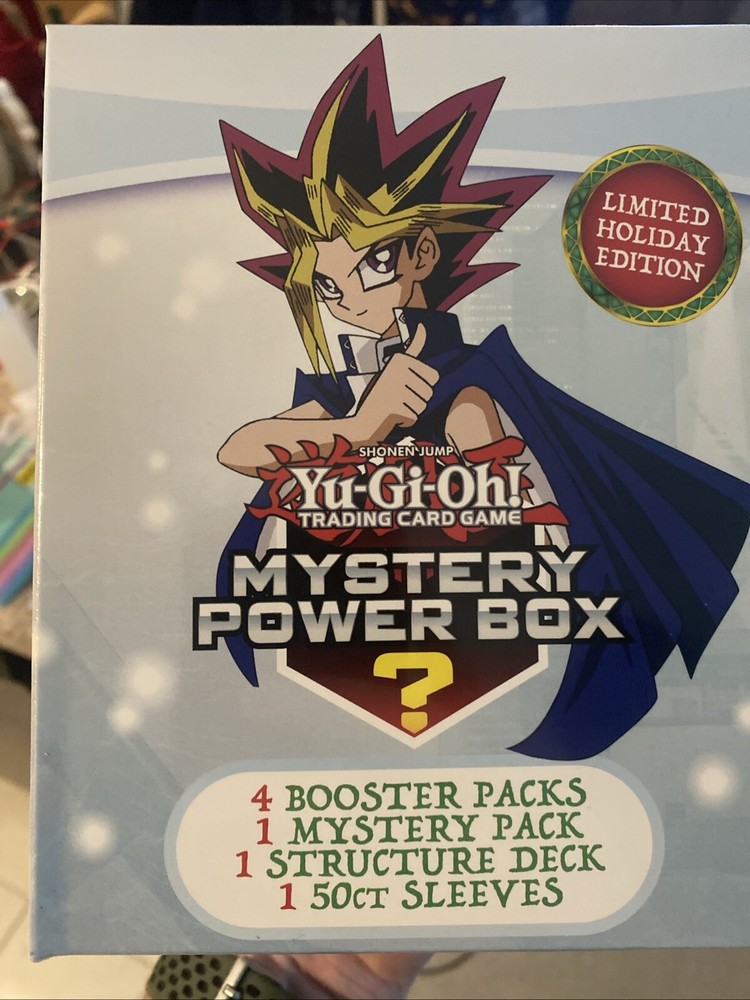 LIMITED
HOLIDAY
EDITION
SHONEN JUMP
Yu-Gi-Oh!
TRADING CARD GAME
MYSTERY
POWER BOX
?
4 BOOSTER PACKS
1 MYSTERY PACK
1 STRUCTURE DECK
1 50CT SLEEVES